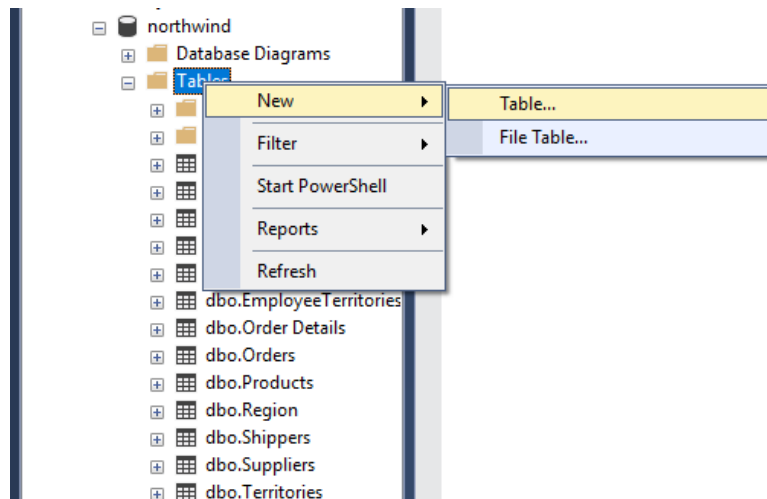 northwind
Database Diagrams
Tables
New
Table...
File Table...
Filter
Start PowerShell
Reports
Refresh
dbo.EmployeeTerritories
dbo.Order Details
dbo.Orders
dbo.Products
dbo.Region
dbo.Shippers
dbo.Suppliers
dbo.Territories